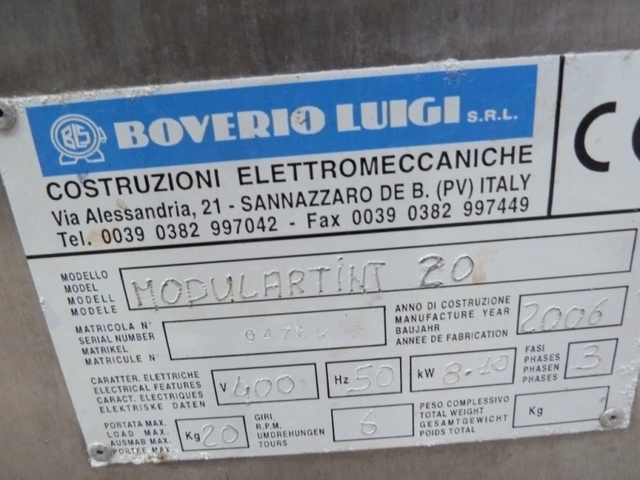 BLS BOVERIO LUIGI S.R.L.
COSTRUZIONI ELETTROMECCANICHE
Via Alessandria, 21 - SANNAZZARO DE B. (PV) ITALY
Tel. 0039 0382 997042 - Fax 0039 0382 997449
MODELLO
MODEL
MODELL
MODELE
MODULARTINT 20
MATRICOLA N°
SERIAL NUMBER
MATRIKEL
MATRICULE N°
ANNO DI COSTRUZIONE
MANUFACTURE YEAR
BAUJAHR
ANNEE DE FABRICATION
2006
CARATTER. ELETTRICHE
ELECTRICAL FEATURES
CARACT. ELECTRIQUES
ELEKTRISKE DATEN
V 400
Hz 50
kW 8.10
FASI
PHASES
PHASEN
PHASES
3
PORTATA MAX.
LOAD MAX.
AUSMAB MAX.
PORTEE MAX.
Kg 20
GIRI.
R.P.M.
UMDREHUNGEN
TOURS
6
PESO COMPLESSIVO
TOTAL WEIGHT
GESAMTGEWICHT
POIDS TOTAL
Kg